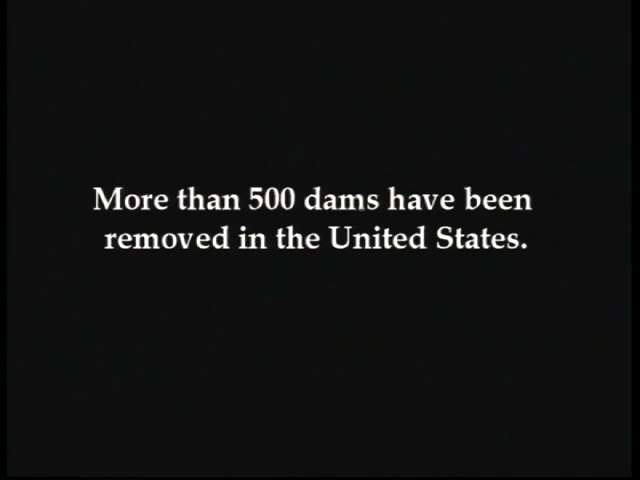 More than 500 dams have been
removed in the United States.